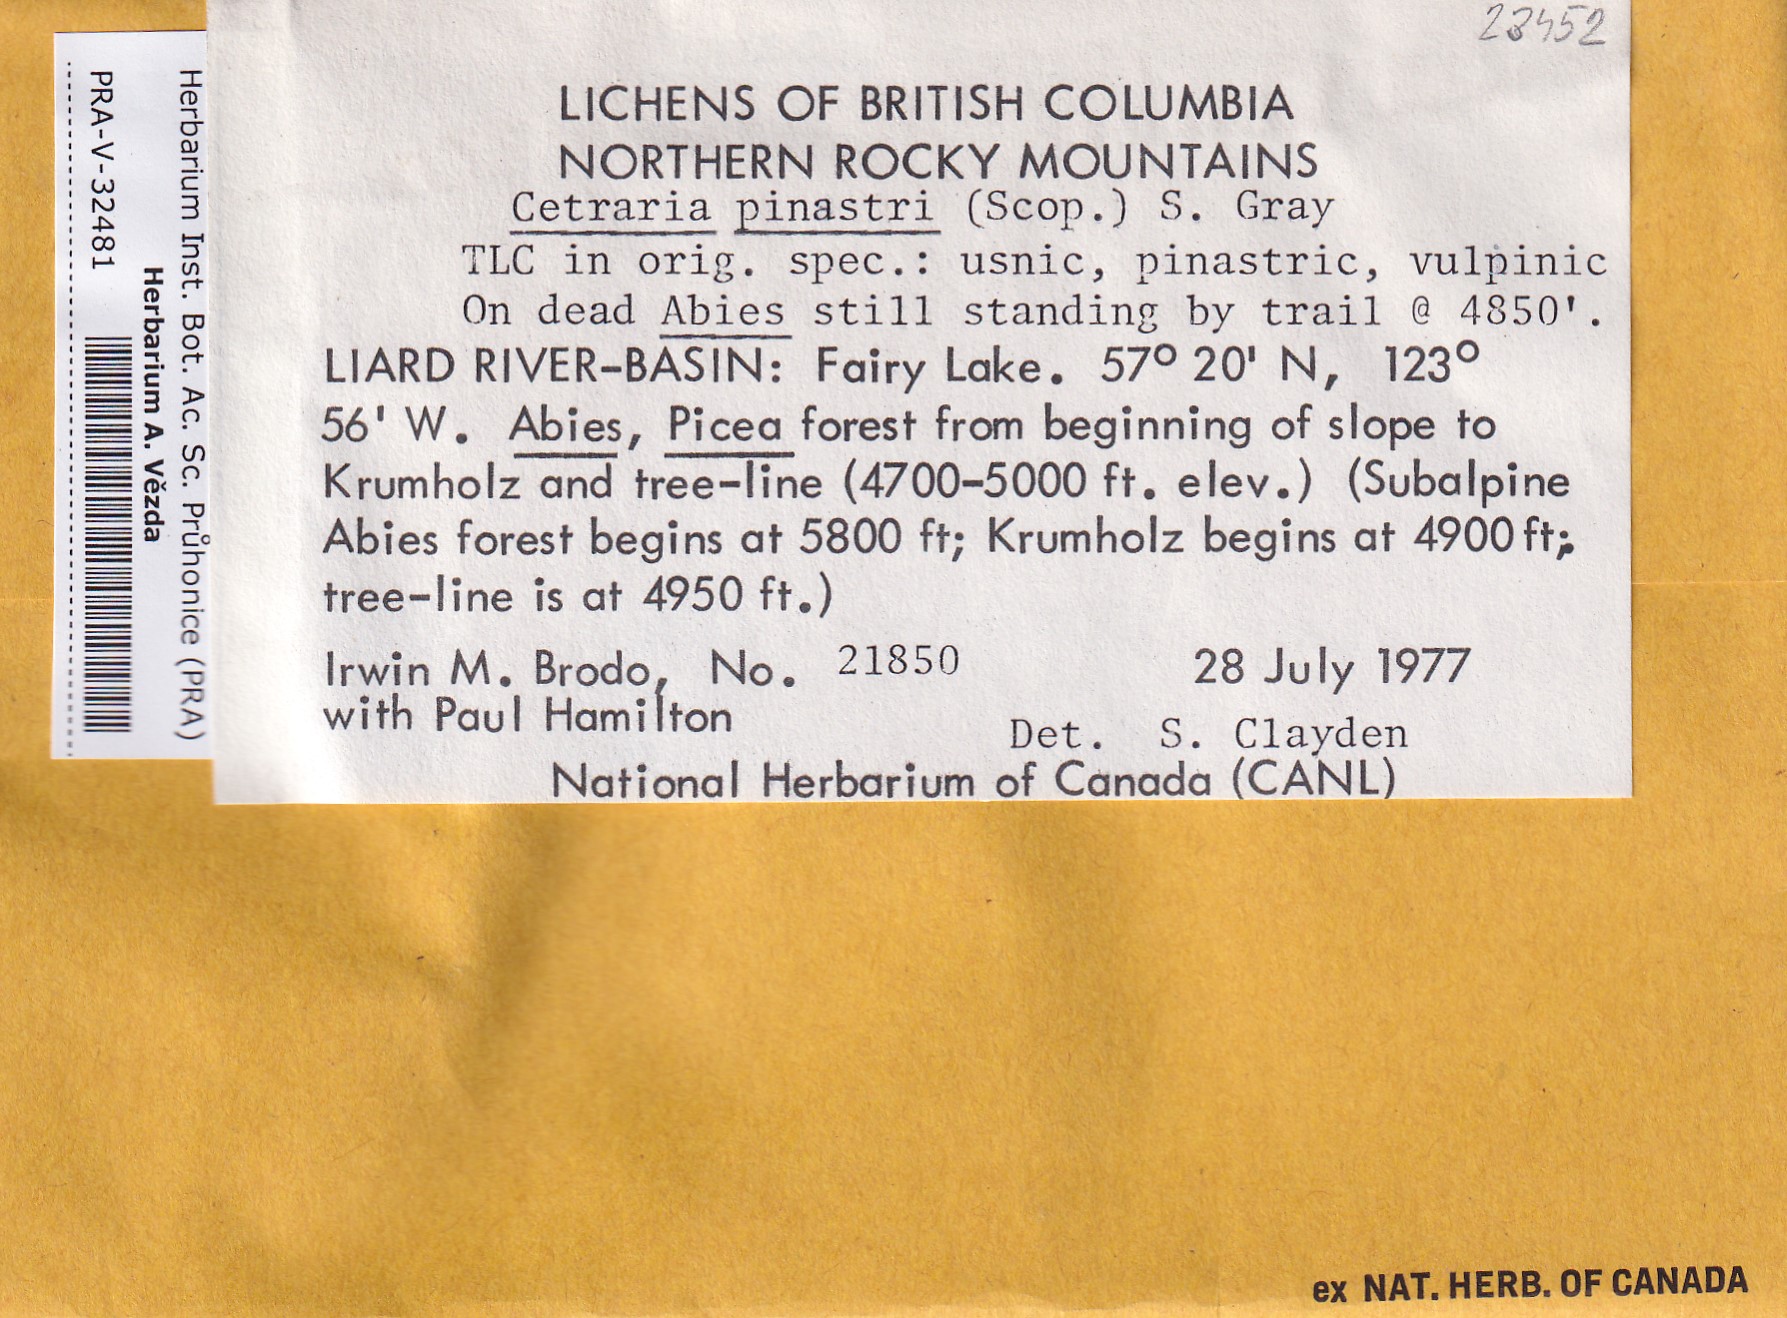 23452
LICHENS OF BRITISH COLUMBIA
NORTHERN ROCKY MOUNTAINS
Cetraria pinastri (Scop.) S. Gray
TLC in orig. spec.: usnic, pinastric, vulpinic
On dead Abies still standing by trail @ 4850'.
LIARD RIVER-BASIN: Fairy Lake. 57° 20' N, 123°
56' W. Abies, Picea forest from beginning of slope to
Krumholz and tree-line (4700-5000 ft. elev.) (Subalpine
Abies forest begins at 5800 ft; Krumholz begins at 4900 ft;
tree-line is at 4950 ft.)
Irwin M. Brodo, No. 21850 28 July 1977
with Paul Hamilton
Det. S. Clayden
National Herbarium of Canada (CANL)
Herbarium Inst. Bot. Ac. Sc. Průhonice (PRA)
Herbarium A. Vězda
PRA-V-32481
ex NAT. HERB. OF CANADA